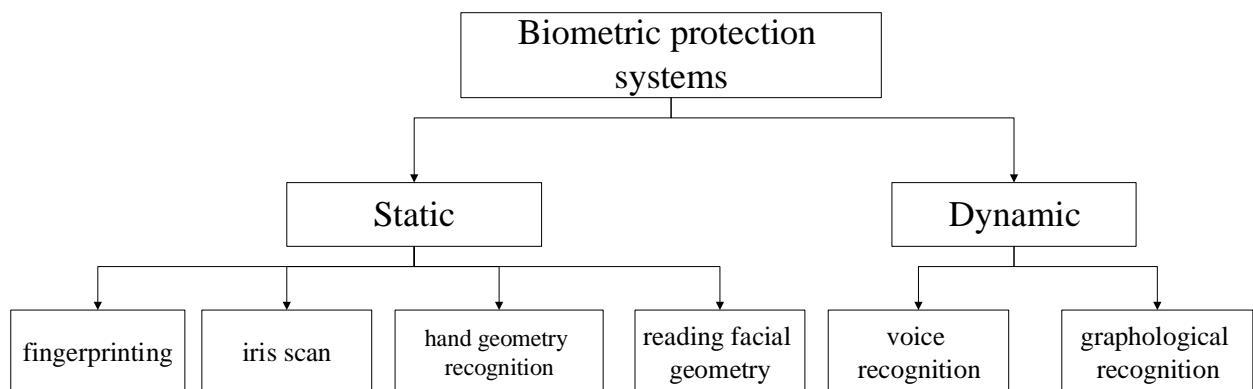 Biometric protection
systems
Static
Dynamic
fingerprinting
iris scan
hand geometry
recognition
reading facial
geometry
voice
recognition
graphological
recognition